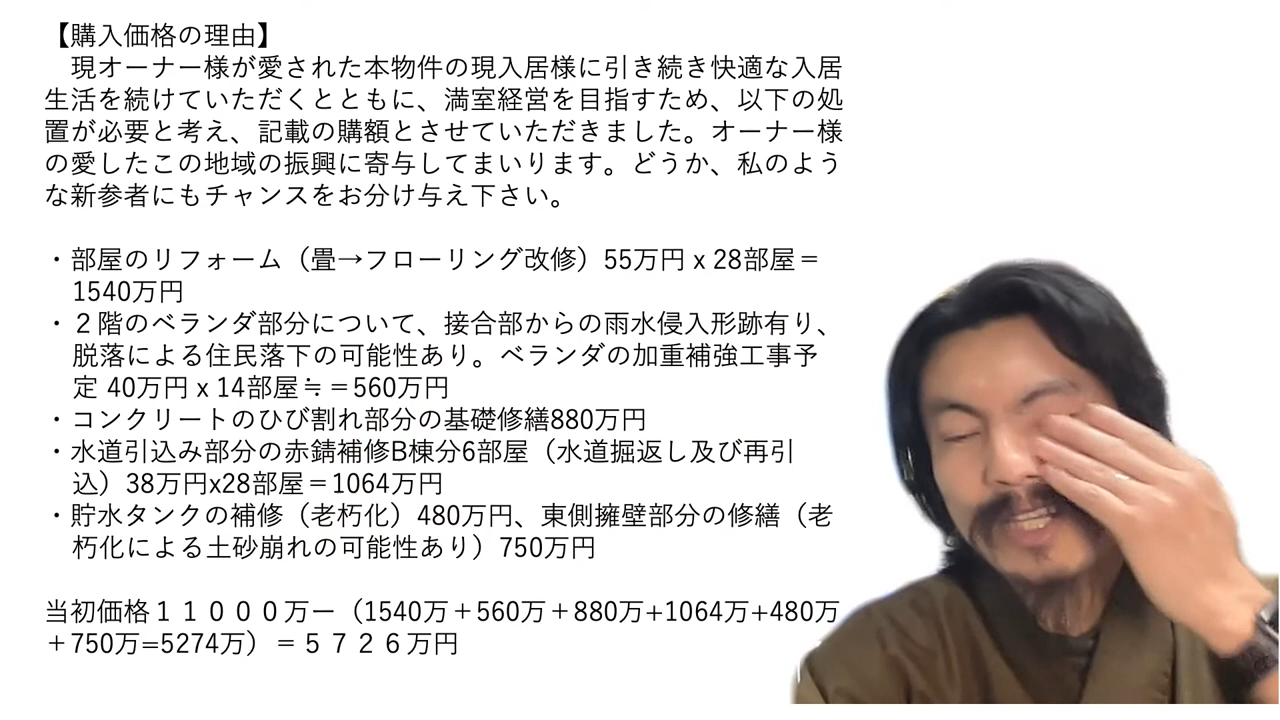 【購入価格の理由】
現オーナー様が愛された本物件の現入居様に引き続き快適な入居
生活を続けていただくとともに、満室経営を目指すため、以下の処
置が必要と考え、記載の購額とさせていただきました。オーナー様
の愛したこの地域の振興に寄与してまいります。どうか、私のよう
な新参者にもチャンスをお分け与え下さい。
・部屋のリフォーム（畳→フローリング改修）55万円 x 28部屋＝
1540万円
・２階のベランダ部分について、接合部からの雨水侵入形跡有り、
脱落による住民落下の可能性あり。ベランダの加重補強工事予
定 40万円 x 14部屋≒＝560万円
・コンクリートのひび割れ部分の基礎修繕880万円
・水道引込み部分の赤錆補修B棟分6部屋（水道掘返し及び再引
込）38万円x28部屋＝1064万円
・貯水タンクの補修（老朽化）480万円、東側擁壁部分の修繕（老
朽化による土砂崩れの可能性あり）750万円
当初価格１１０００万ー（1540万＋560万＋880万+1064万+480万
＋750万=5274万）＝５７２６万円